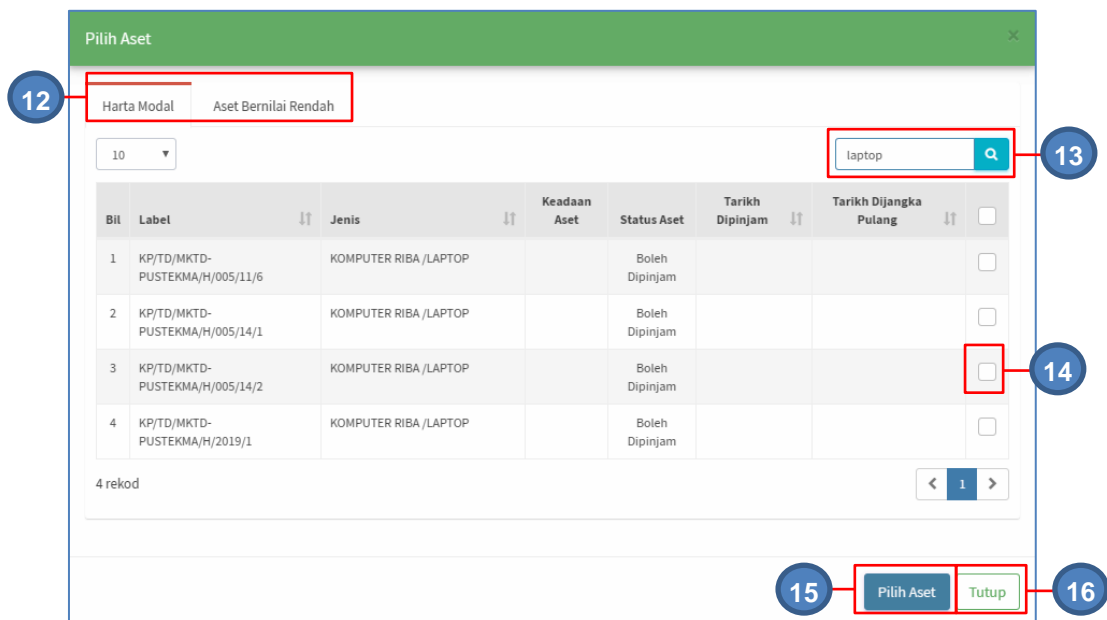 Pilih Aset ×
12
Harta Modal Aset Bernilai Rendah
10
laptop
13
Bil Label Jenis Keadaan Aset Status Aset Tarikh Dipinjam Tarikh Dijangka Pulang
1 KP/TD/MKTD- KOMPUTER RIBA /LAPTOP Boleh
PUSTEKMA/H/005/11/6 Dipinjam
2 KP/TD/MKTD- KOMPUTER RIBA /LAPTOP Boleh
PUSTEKMA/H/005/14/1 Dipinjam
3 KP/TD/MKTD- KOMPUTER RIBA /LAPTOP Boleh
PUSTEKMA/H/005/14/2 Dipinjam
14
4 KP/TD/MKTD- KOMPUTER RIBA /LAPTOP Boleh
PUSTEKMA/H/2019/1 Dipinjam
4 rekod
1
15
Pilih Aset
Tutup
16